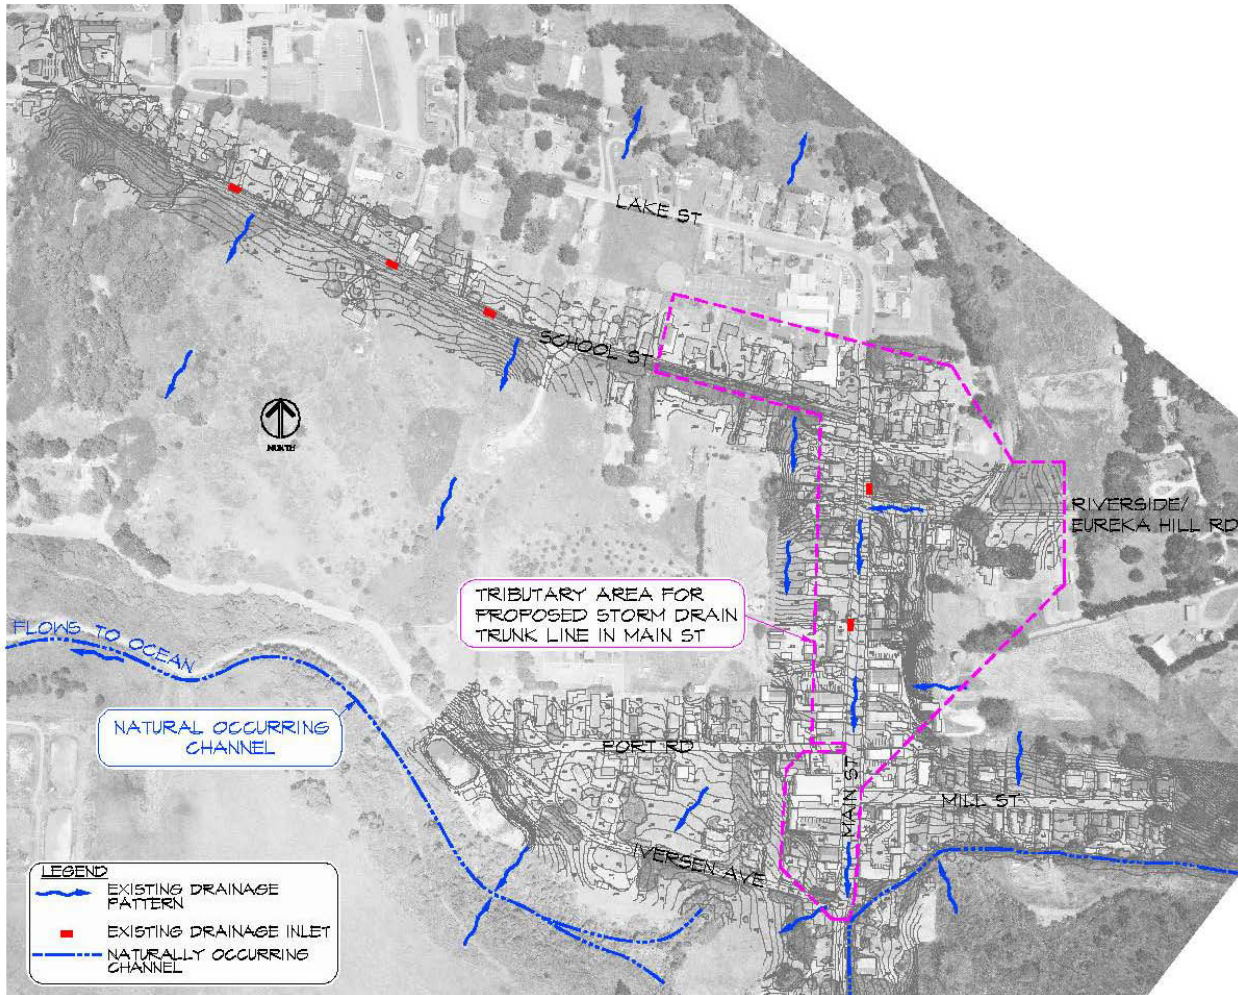 LAKE ST
SCHOOL ST
NORTH
RIVERSIDE/
EUREKA HILL RD
TRIBUTARY AREA FOR
PROPOSED STORM DRAIN
TRUNK LINE IN MAIN ST
FLOWS TO OCEAN
NATURAL OCCURRING
CHANNEL
PORT RD
MAIN ST
MILL ST
IVERSEN AVE
LEGEND
EXISTING DRAINAGE
PATTERN
EXISTING DRAINAGE INLET
NATURALLY OCCURRING
CHANNEL